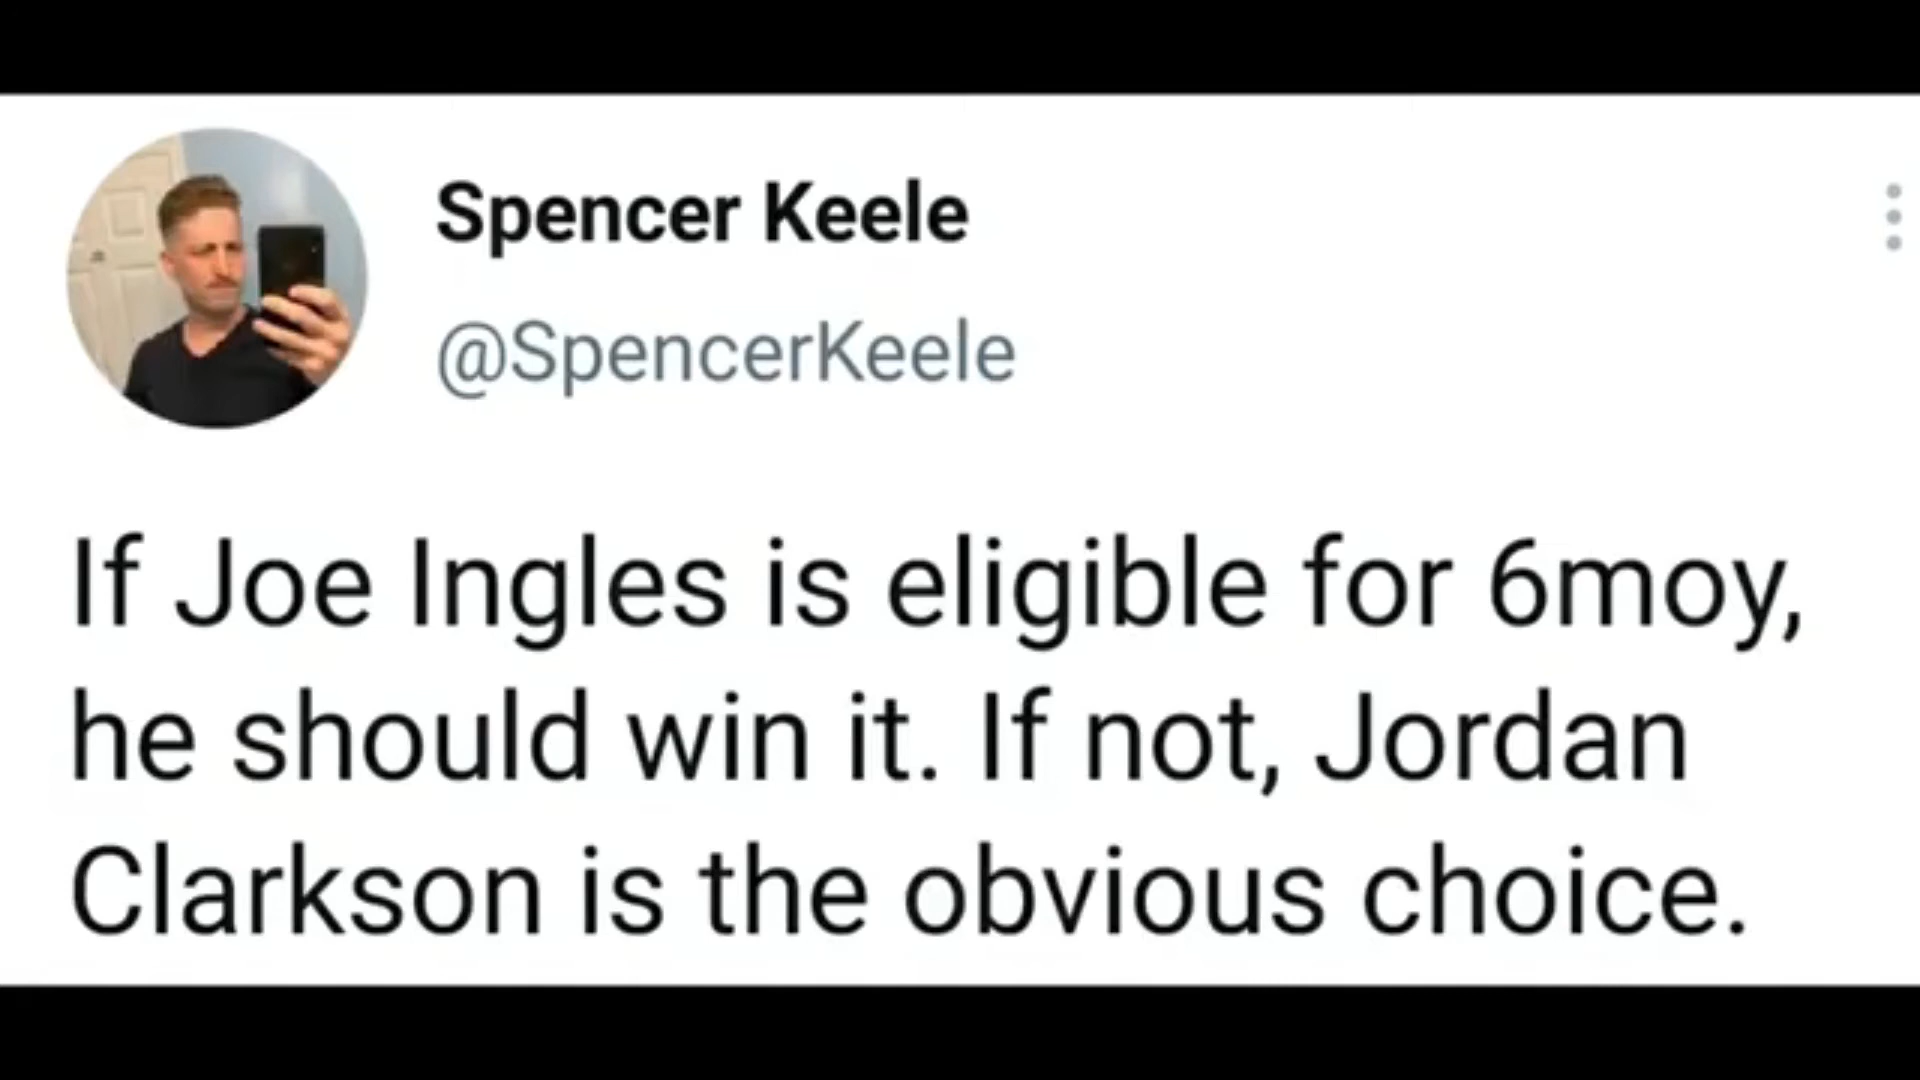 Spencer Keele
@SpencerKeele
If Joe Ingles is eligible for 6moy,
he should win it. If not, Jordan
Clarkson is the obvious choice.